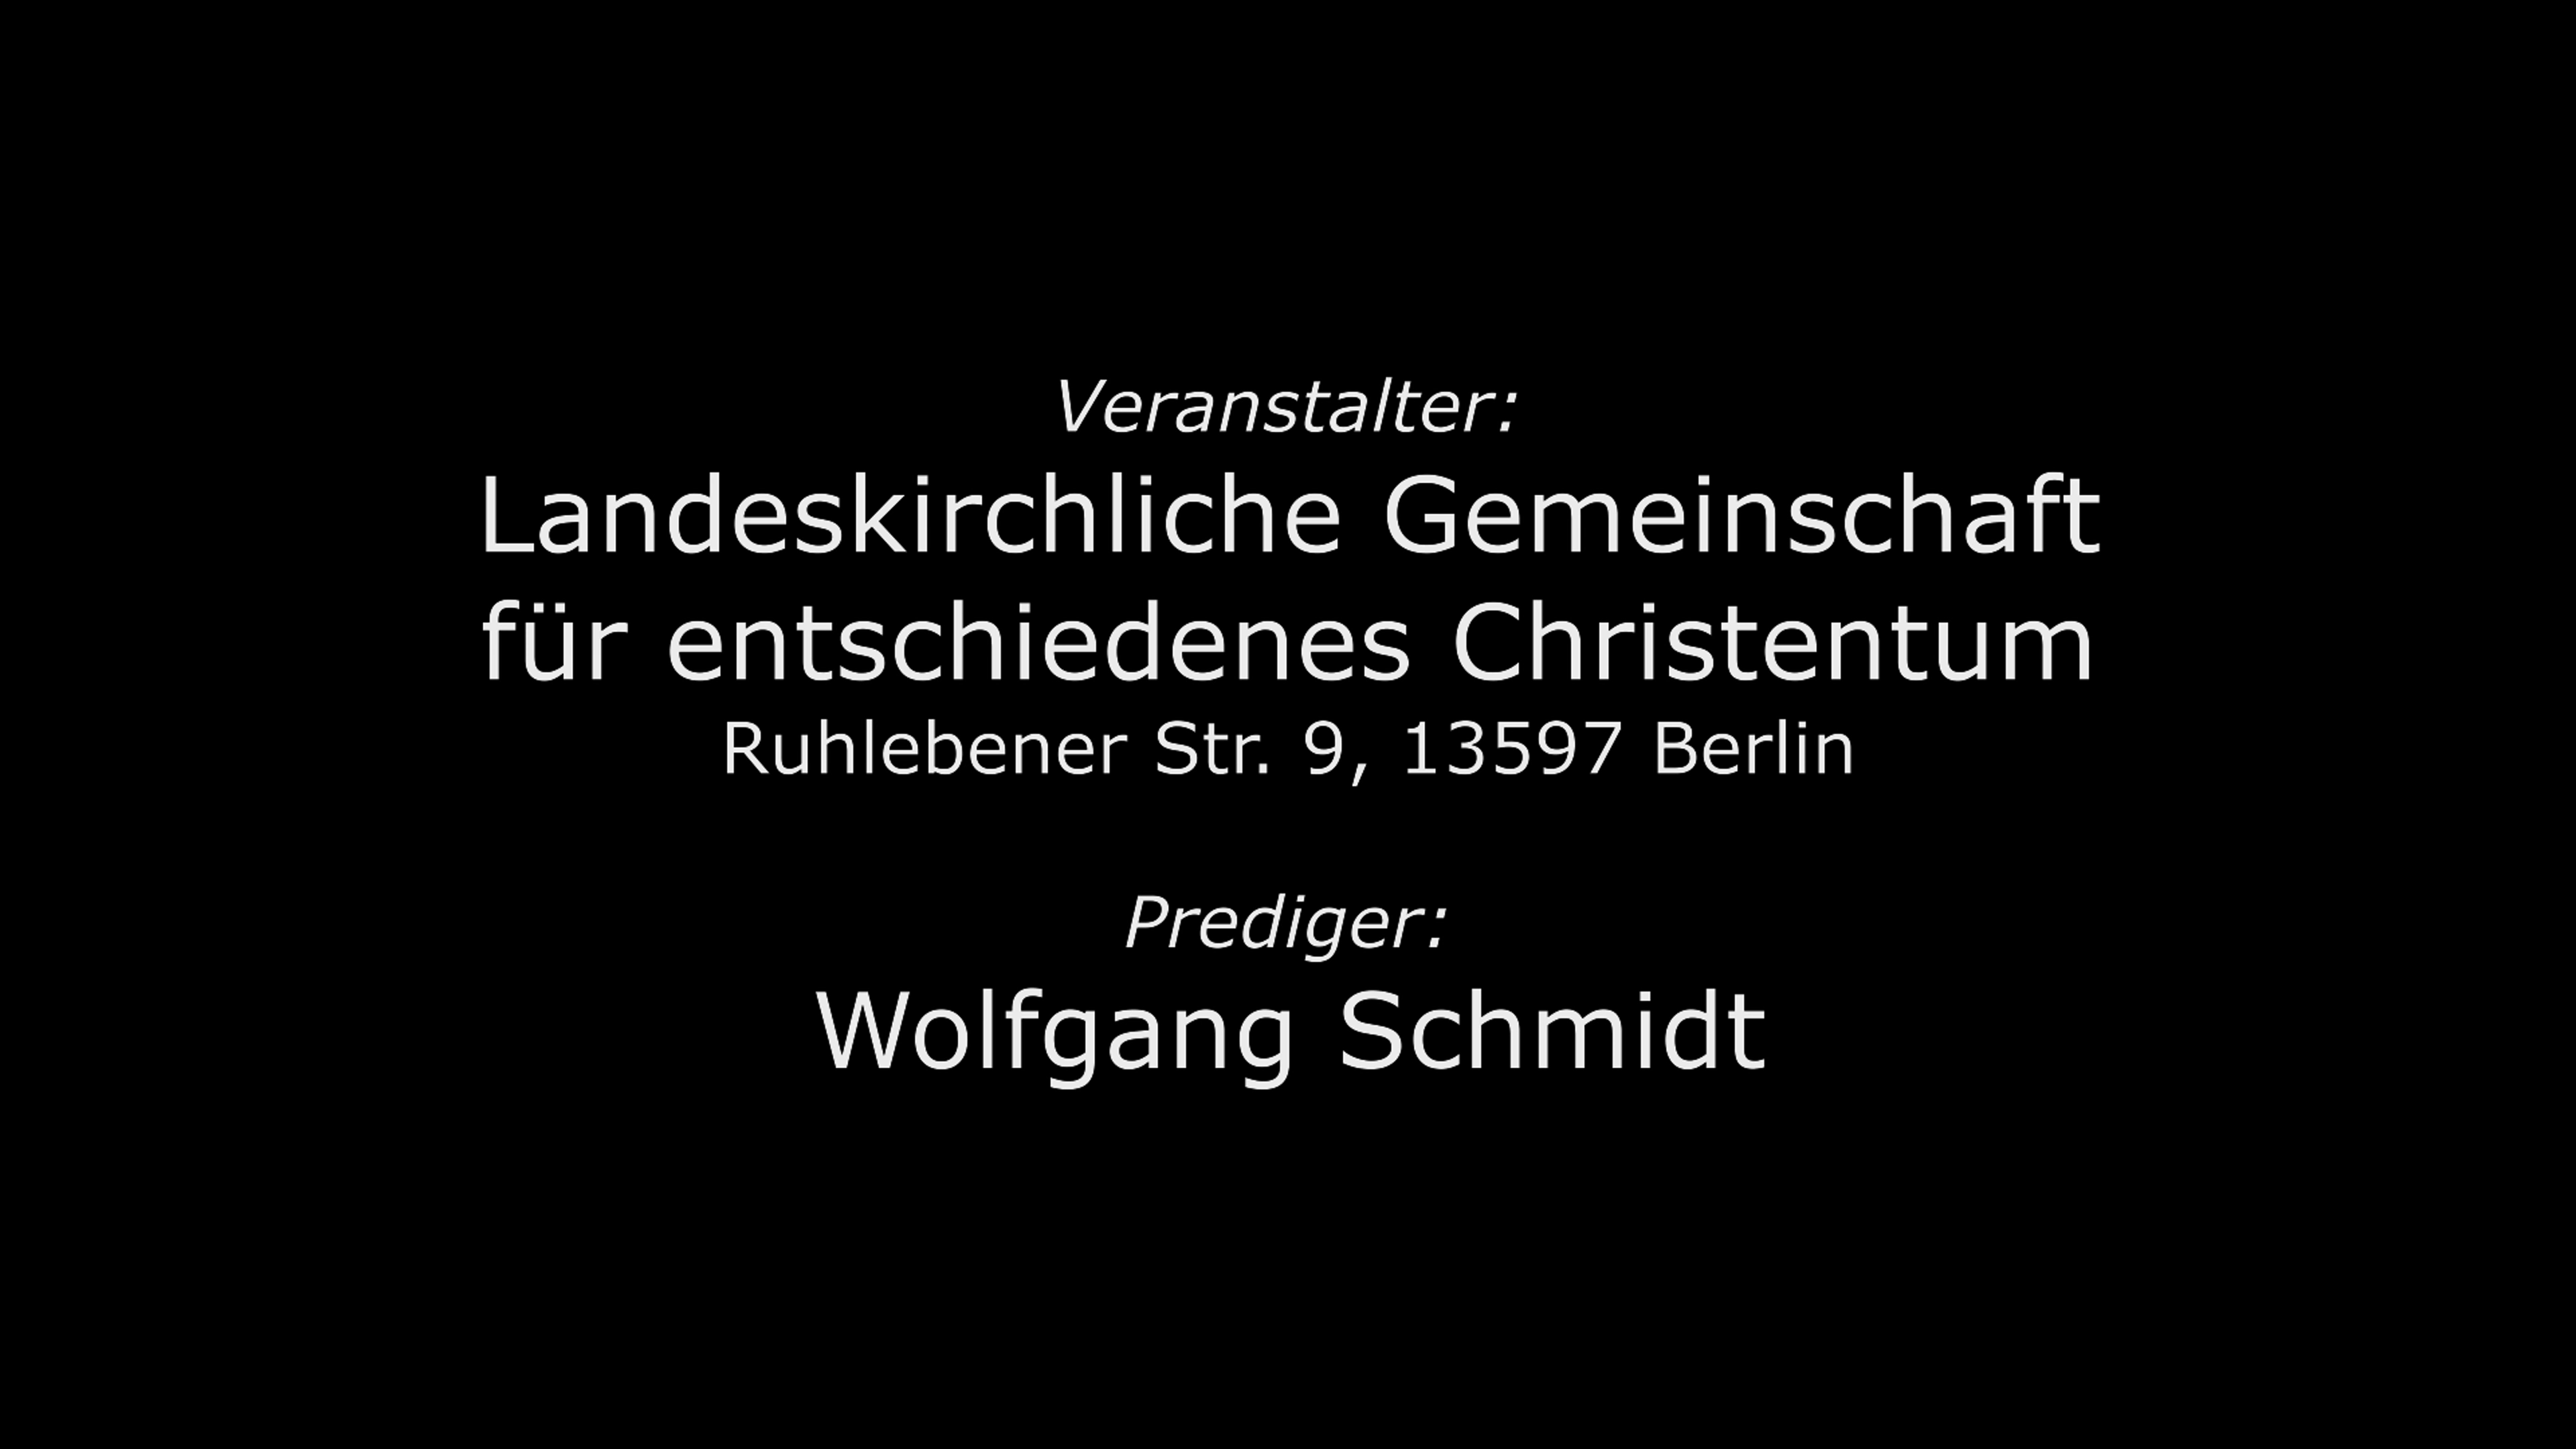 Veranstalter:
Landeskirchliche Gemeinschaft
für entschiedenes Christentum
Ruhlebener Str. 9, 13597 Berlin
Prediger:
Wolfgang Schmidt